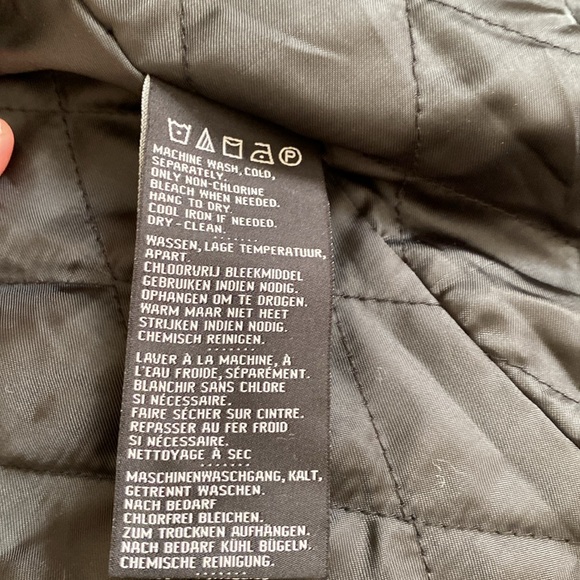 P
MACHINE WASH, COLD,
SEPARATELY.
ONLY NON-CHLORINE
BLEACH WHEN NEEDED.
HANG TO DRY.
COOL IRON IF NEEDED.
DRY-CLEAN.
WASSEN, LAGE TEMPERATUUR,
APART.
CHLOORVRIJ BLEEKMIDDEL
GEBRUIKEN INDIEN NODIG.
OPHANGEN OM TE DROGEN.
WARM MAAR NIET HEET
STRIJKEN INDIEN NODIG.
CHEMISCH REINIGEN.
LAVER À LA MACHINE, À
L'EAU FROIDE, SÉPARÉMENT.
BLANCHIR SANS CHLORE
SI NÉCESSAIRE.
FAIRE SÉCHER SUR CINTRE.
REPASSER AU FER FROID
SI NÉCESSAIRE.
NETTOYAGE À SEC
MASCHINENWASCHGANG, KALT,
GETRENNT WASCHEN.
NACH BEDARF
CHLORFREI BLEICHEN.
ZUM TROCKNEN AUFHÄNGEN.
NACH BEDARF KÜHL BÜGELN.
CHEMISCHE REINIGUNG.